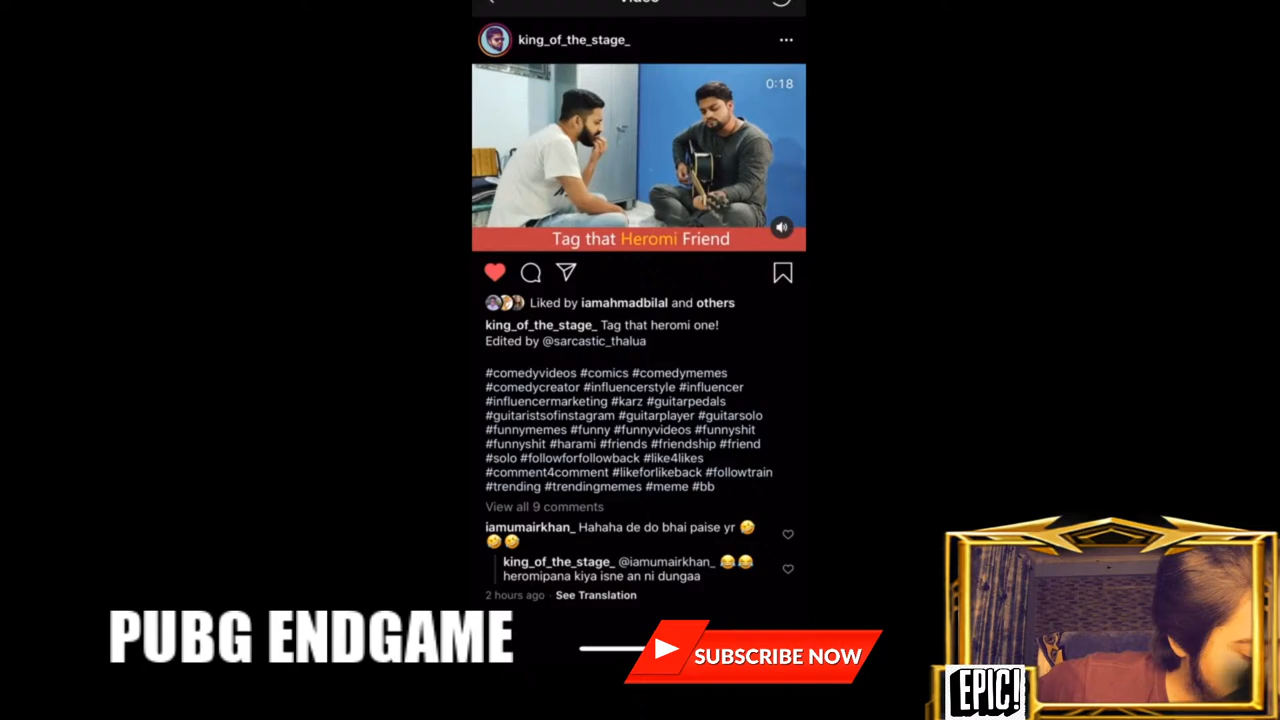 king_of_the_stage_
0:18
Tag that Heromi Friend
Liked by iamahmadbilal and others
king_of_the_stage_ Tag that heromi one!
Edited by @sarcastic_thalua
#comedyvideos #comics #comedymemes
#comedycreator #influencerstyle #influencer
#influencermarketing #karz #guitarpedals
#guitaristsofinstagram #guitarplayer #guitarsolo
#funnymemes #funny #funnyvideos #funnyshit
#funnyshit #harami #friends #friendship #friend
#solo #followforfollowback #like4likes
#comment4comment #likeforlikeback #followtrain
#trending #trendingmemes #meme #bb
View all 9 comments
iamumairkhan_ Hahaha de do bhai paise yr 🤣
🤣🤣
king_of_the_stage_ @iamumairkhan_ 😂😂
heromipana kiya isne an ni dungaa
2 hours ago · See Translation
PUBG ENDGAME
SUBSCRIBE NOW
EPIC!